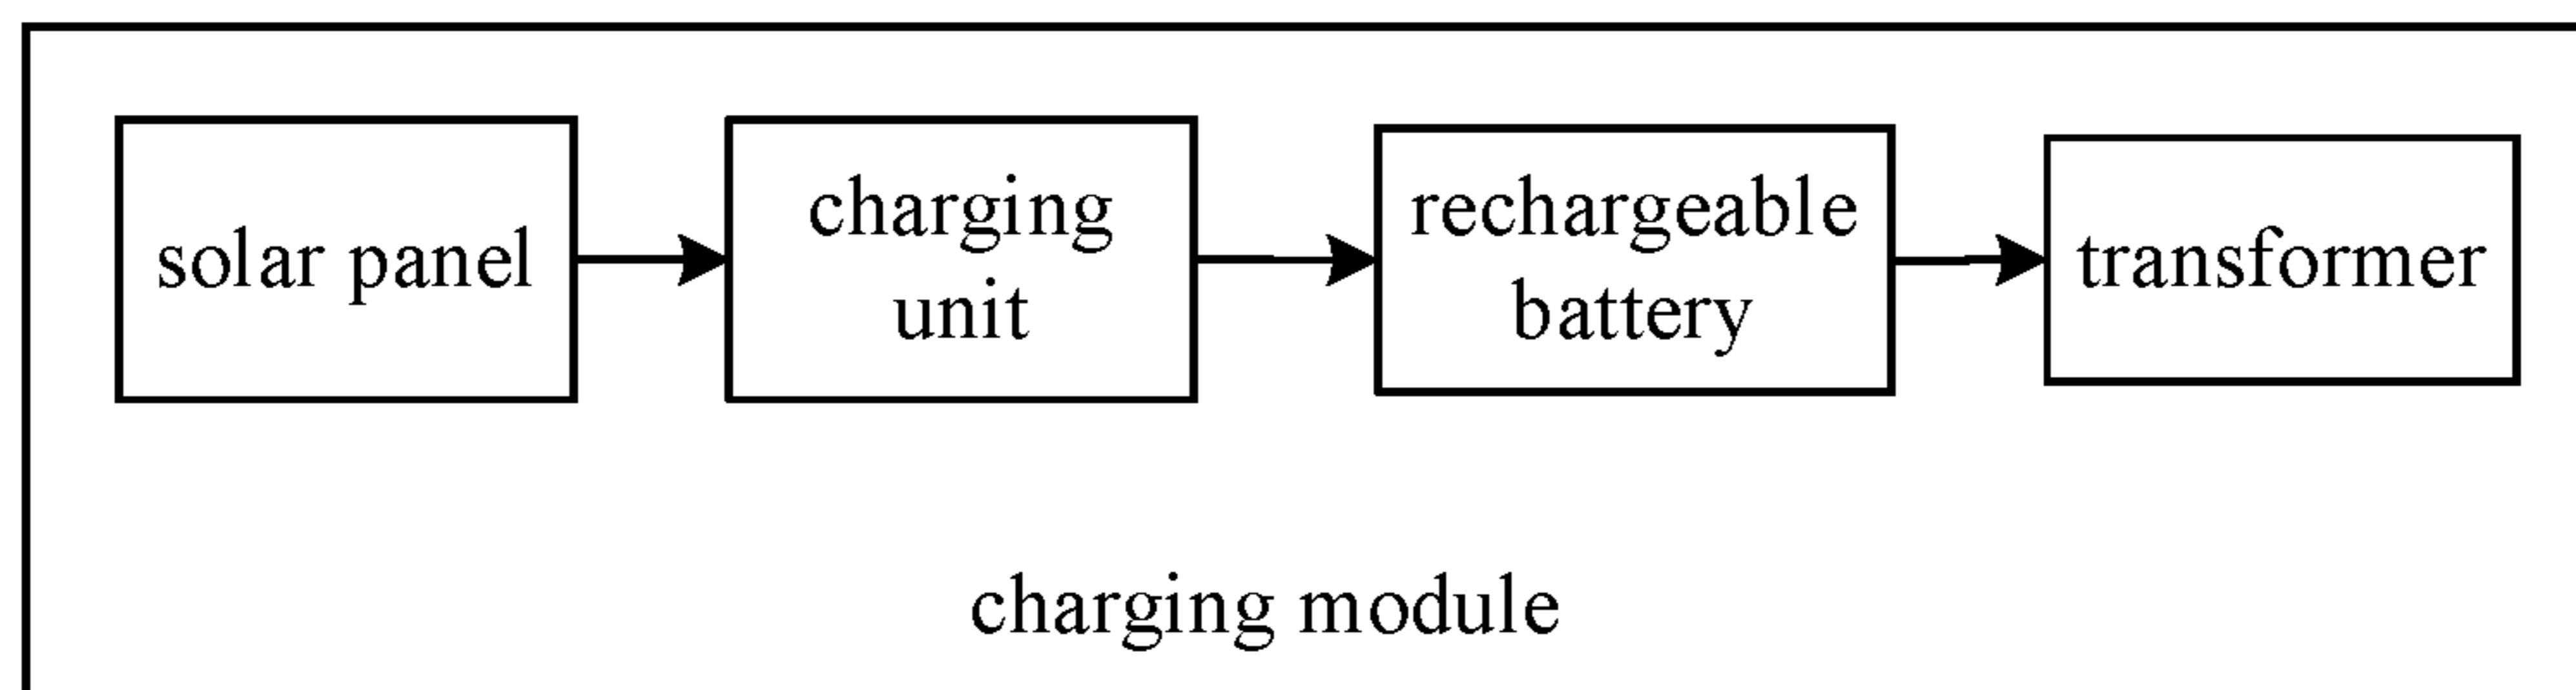 solar panel
charging
unit
rechargeable
battery
transformer
charging module